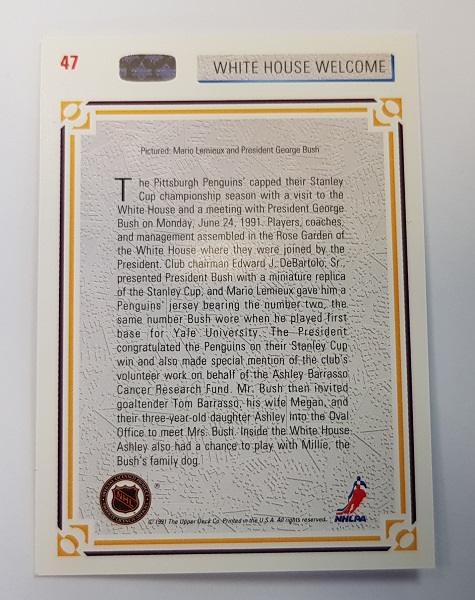 47
WHITE HOUSE WELCOME
Pictured: Mario Lemieux and President George Bush
The Pittsburgh Penguins' capped their Stanley
Cup championship season with a visit to the
White House and a meeting with President George
Bush on Monday, June 24, 1991. Players, coaches,
and management assembled in the Rose Garden of
the White House where they were joined by the
President. Club chairman Edward J. DeBartolo, Sr.,
presented President Bush with a miniature replica
of the Stanley Cup, and Mario Lemieux gave him a
Penguins' jersey bearing the number two, the
same number Bush wore when he played first
base for Yale University. The President
congratulated the Penguins on their Stanley Cup
win and also made special mention of the club's
volunteer work on behalf of the Ashley Barrasso
Cancer Research Fund. Mr. Bush then invited
goaltender Tom Barrasso, his wife Megan, and
their three-year-old daughter Ashley into the Oval
Office to meet Mrs. Bush. Inside the White House
Ashley also had a chance to play with Millie, the
Bush's family dog.
NHL
®
NHLPA
© 1991 The Upper Deck Co. Printed in the U.S.A. All rights reserved.